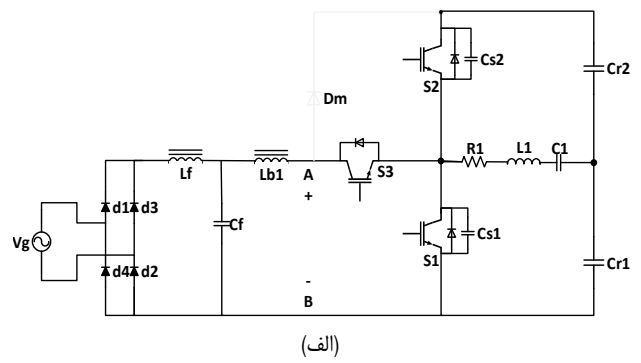 Cs2
S2
Cr2
Dm
R1
L1
C1
Lf
Lb1
A
S3
+
d1
d3
Cf
Vg
Cs1
S1
Cr1
d4
d2
-
B
(الف)